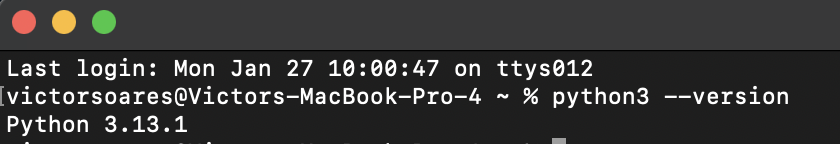 Last login: Mon Jan 27 10:00:47 on ttys012
victorsoares@Victors-MacBook-Pro-4 ~ % python3 --version
Python 3.13.1